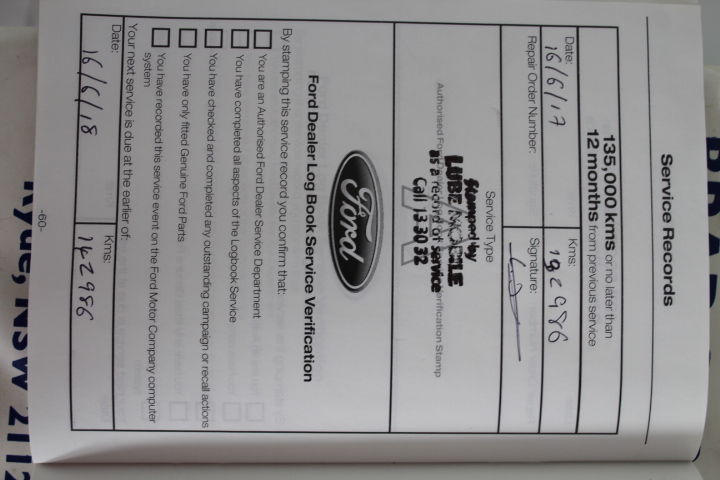 Service Records
135,000 kms or no later than
12 months from previous service
Date: 16/6/17
Kms:
Repair Order Number:
Signature:
Service Type
Stamped by
LUBE MOBILE
as a record of service
Call 13 30 32
Ford
Ford Dealer Log Book Service Verification
By stamping this service record you confirm that:
You are an Authorised Ford Dealer Service Department
You have completed all aspects of the Logbook Service
You have checked and completed any outstanding campaign or recall actions
You have only fitted Genuine Ford Parts
You have recorded this service event on the Ford Motor Company computer
system
Your next service is due at the earlier of:
Date: 16/6/18
Kms: 142986
-60-
Ryde, NSW 2112